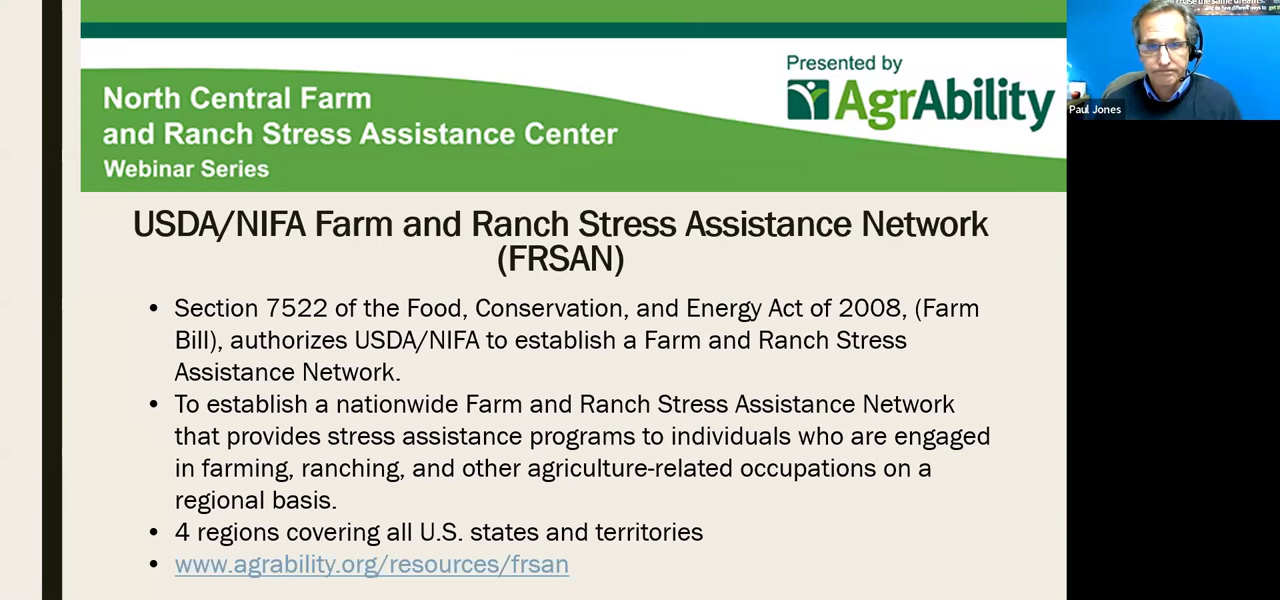 North Central Farm
and Ranch Stress Assistance Center
Webinar Series
Presented by
AgrAbility
Paul Jones
USDA/NIFA Farm and Ranch Stress Assistance Network
(FRSAN)
• Section 7522 of the Food, Conservation, and Energy Act of 2008, (Farm
Bill), authorizes USDA/NIFA to establish a Farm and Ranch Stress
Assistance Network.
• To establish a nationwide Farm and Ranch Stress Assistance Network
that provides stress assistance programs to individuals who are engaged
in farming, ranching, and other agriculture-related occupations on a
regional basis.
• 4 regions covering all U.S. states and territories
• www.agrability.org/resources/frsan